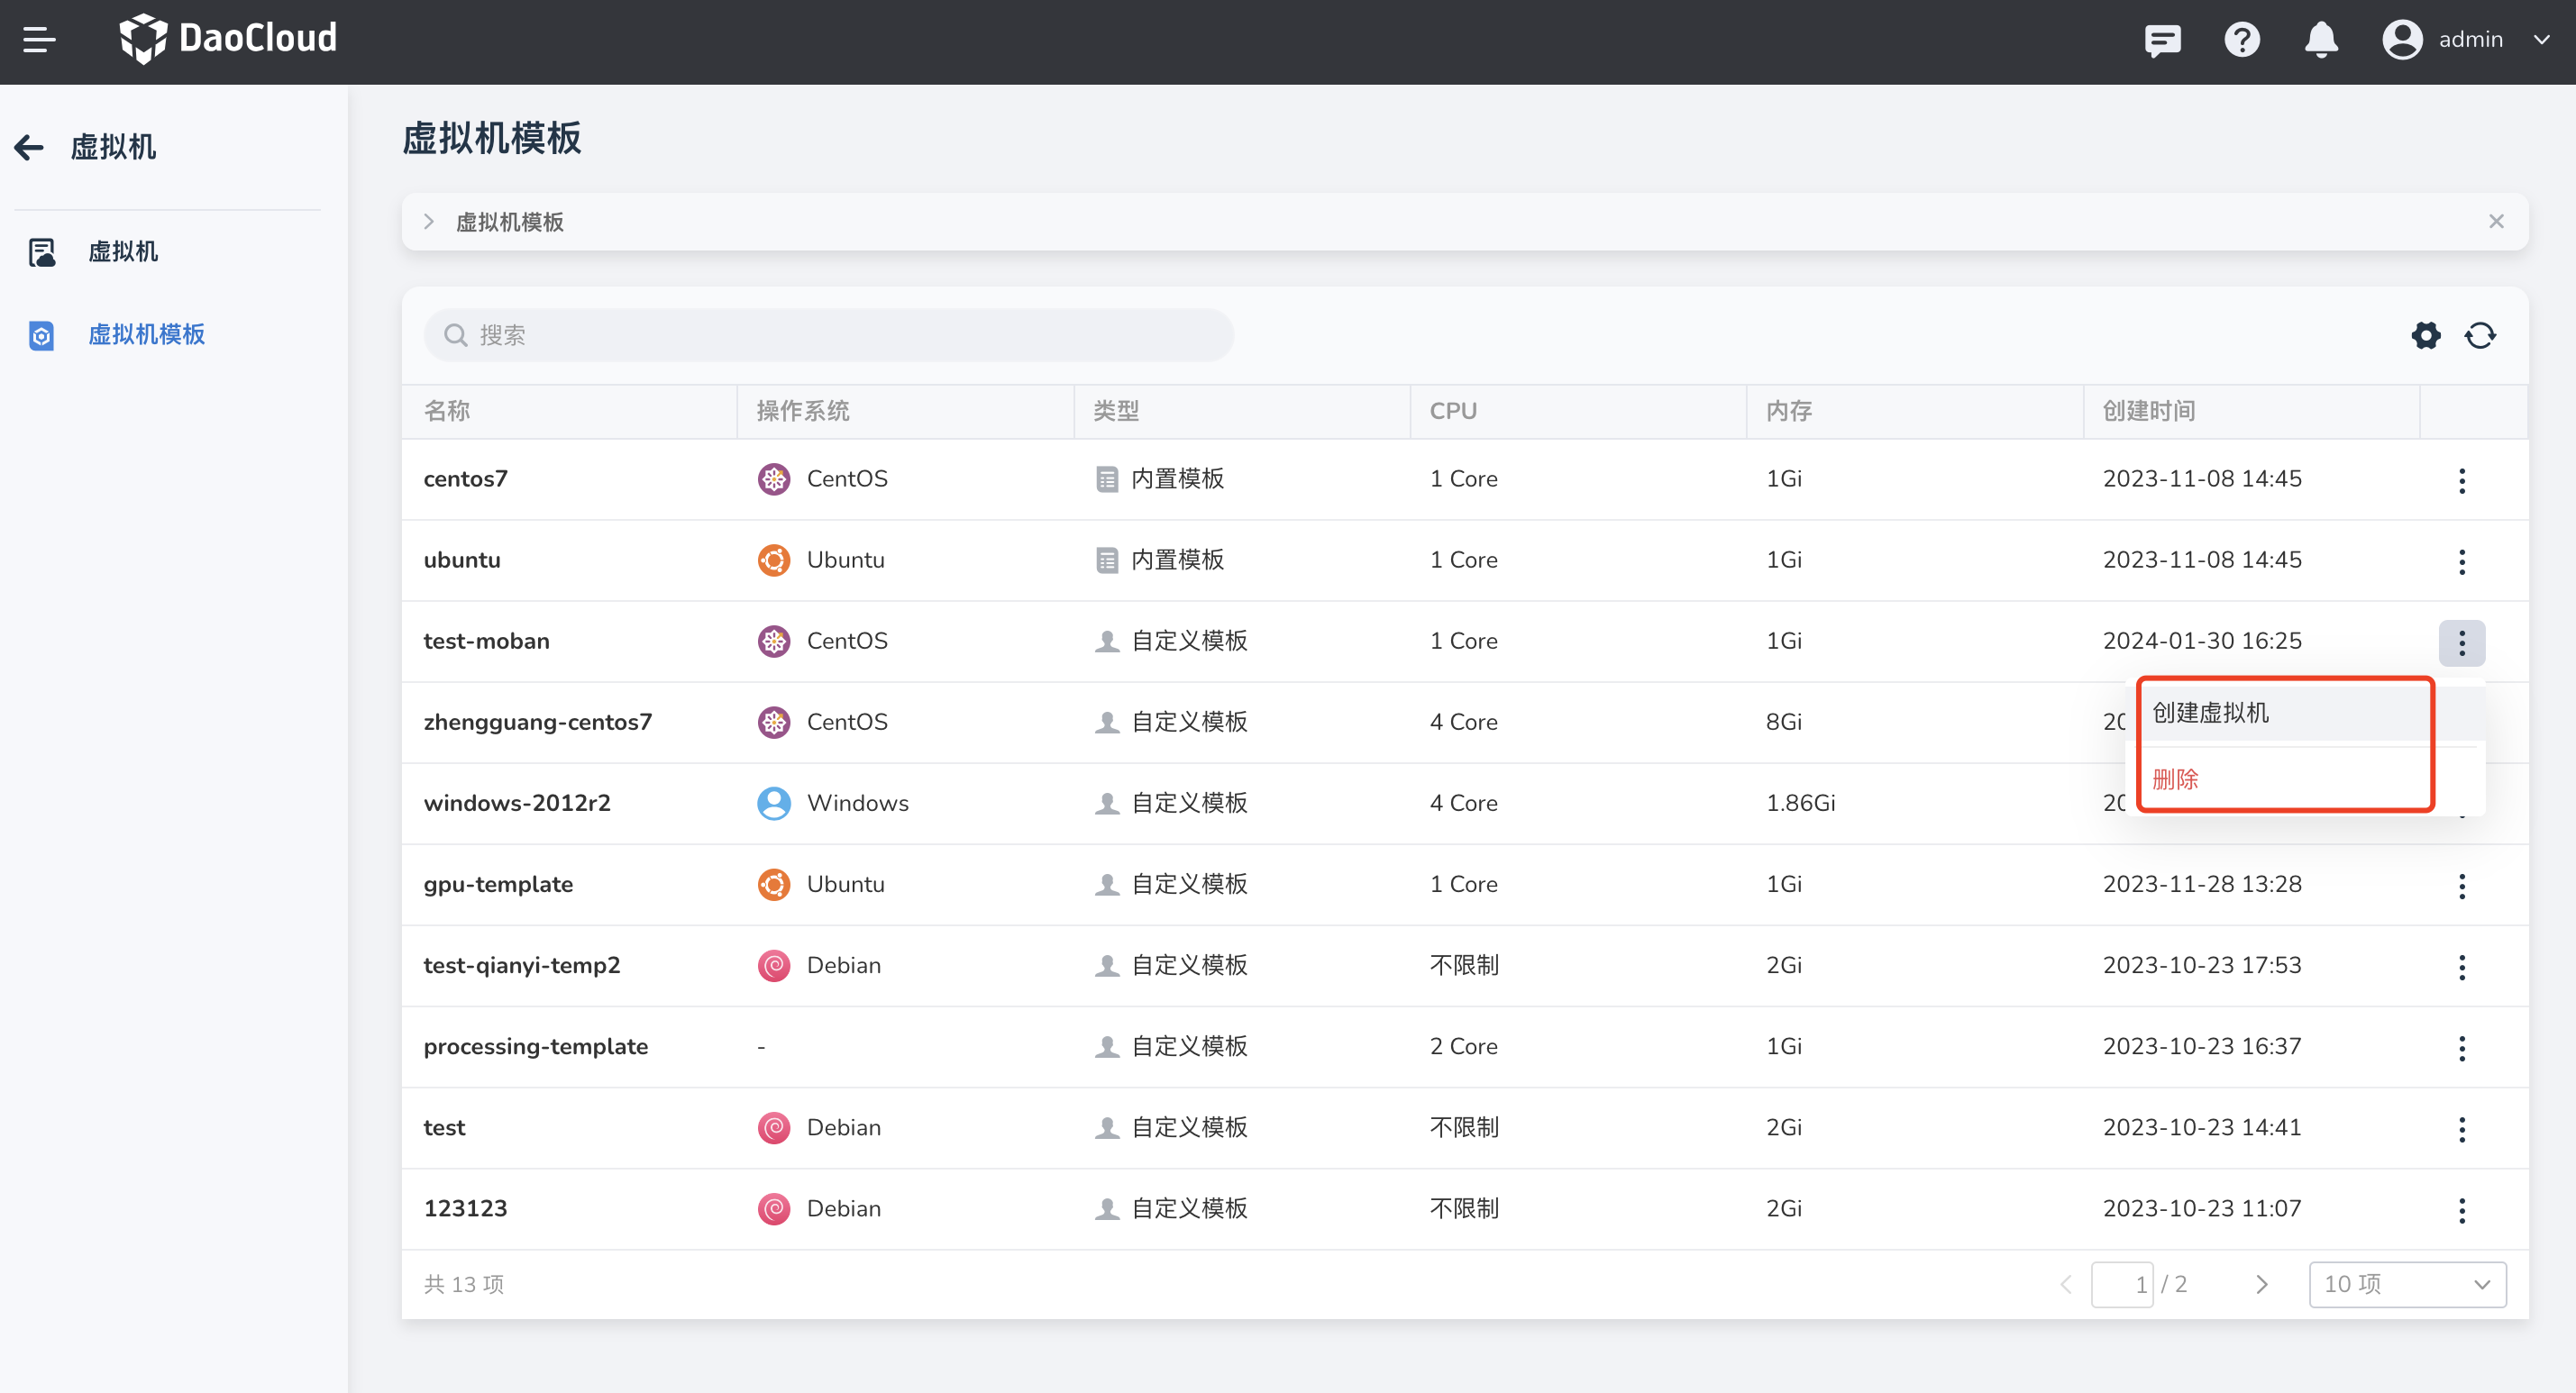 DaoCloud
admin
虚拟机
虚拟机
虚拟机模板
虚拟机模板
虚拟机模板
搜索
名称 操作系统 类型 CPU 内存 创建时间
centos7 CentOS 内置模板 1 Core 1Gi 2023-11-08 14:45
ubuntu Ubuntu 内置模板 1 Core 1Gi 2023-11-08 14:45
test-moban CentOS 自定义模板 1 Core 1Gi 2024-01-30 16:25
zhengguang-centos7 CentOS 自定义模板 4 Core 8Gi
创建虚拟机
删除
windows-2012r2 Windows 自定义模板 4 Core 1.86Gi
gpu-template Ubuntu 自定义模板 1 Core 1Gi 2023-11-28 13:28
test-qianyi-temp2 Debian 自定义模板 不限制 2Gi 2023-10-23 17:53
processing-template - 自定义模板 2 Core 1Gi 2023-10-23 16:37
test Debian 自定义模板 不限制 2Gi 2023-10-23 14:41
123123 Debian 自定义模板 不限制 2Gi 2023-10-23 11:07
共 13 项 1 / 2 10 项